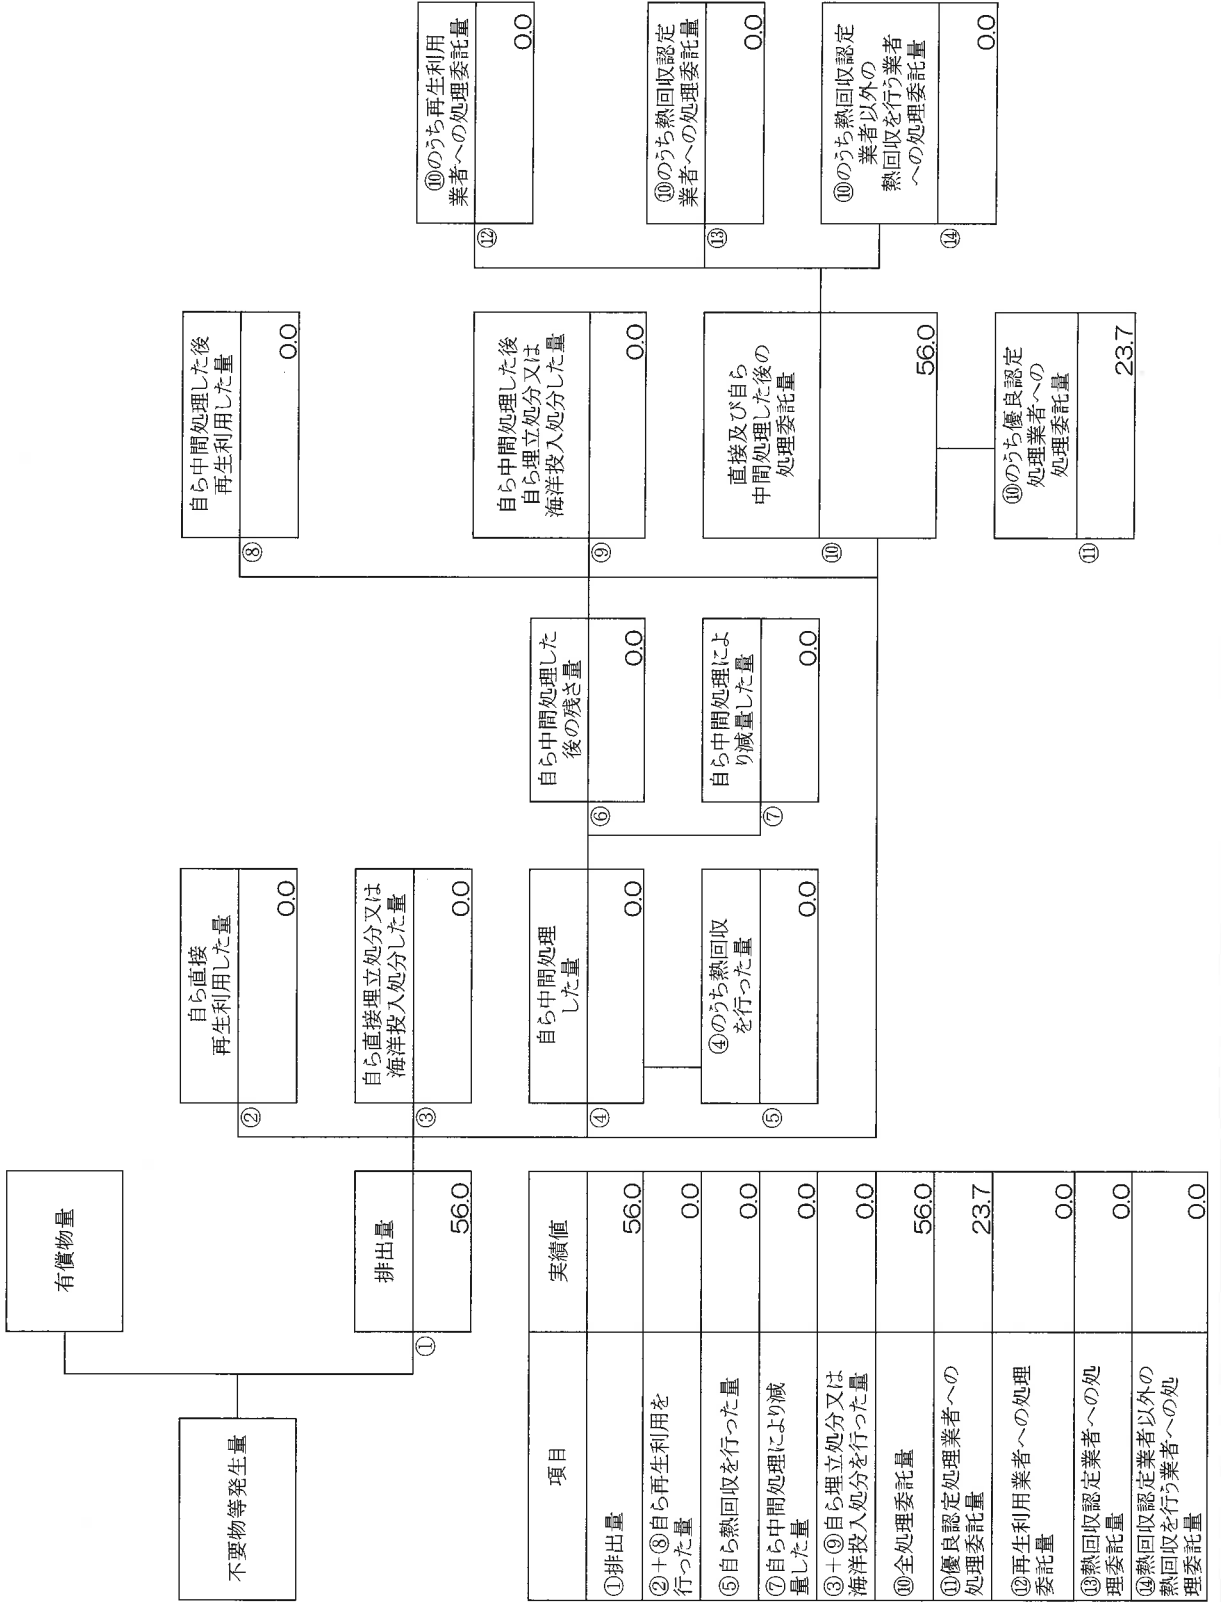 不要物等発生量
有償物量
①
排出量
56.0
②
自ら直接
再生利用した量
0.0
③
自ら直接埋立処分又は
海洋投入処分した量
0.0
④
自ら中間処理
した量
0.0
⑤
④のうち熱回収
を行った量
0.0
⑥
自ら中間処理した
後の残さ量
0.0
⑦
自ら中間処理によ
り減量した量
0.0
⑧
自ら中間処理した後
再生利用した量
0.0
⑨
自ら中間処理した後
自ら埋立処分又は
海洋投入処分した量
0.0
⑩
直接及び自ら
中間処理した後の
処理委託量
56.0
⑪
⑩のうち優良認定
処理業者への
処理委託量
23.7
⑫
⑩のうち再生利用
業者への処理委託量
0.0
⑬
⑩のうち熱回収認定
業者への処理委託量
0.0
⑭
⑩のうち熱回収認定
業者以外の
熱回収を行う業者
への処理委託量
0.0
項目
実績値
①排出量
56.0
②+⑧自ら再生利用を
行った量
0.0
⑤自ら熱回収を行った量
0.0
⑦自ら中間処理により減
量した量
0.0
③+⑨自ら埋立処分又は
海洋投入処分を行った量
0.0
⑩全処理委託量
56.0
⑪優良認定処理業者への
処理委託量
23.7
⑫再生利用業者への処理
委託量
0.0
⑬熱回収認定業者への処
理委託量
0.0
⑭熱回収認定業者以外の
熱回収を行う業者への処
理委託量
0.0